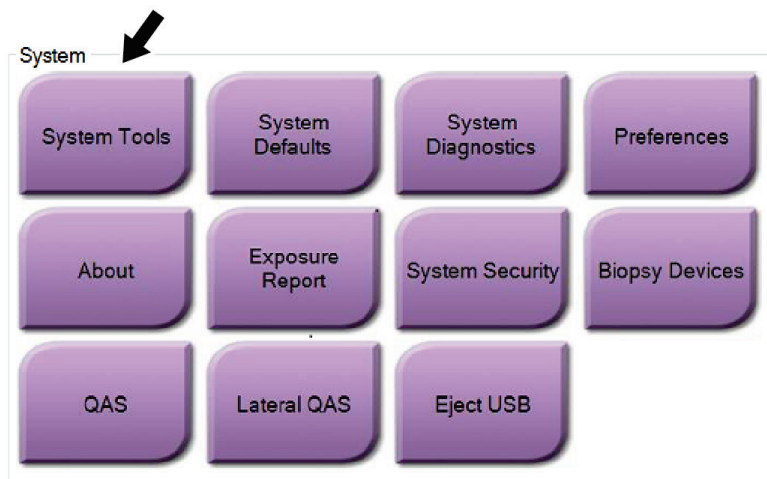 System
System Tools
System
Defaults
System
Diagnostics
Preferences
About
Exposure
Report
System Security
Biopsy Devices
QAS
Lateral QAS
Eject USB